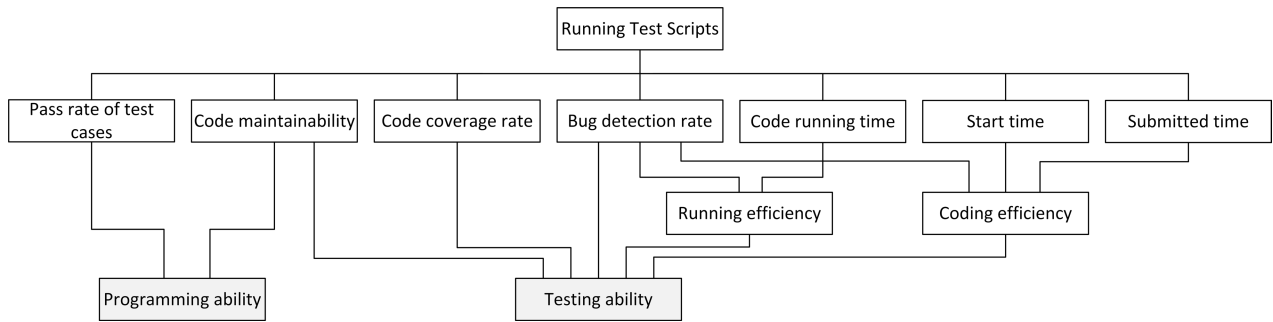 Running Test Scripts
Pass rate of test
cases
Code maintainability
Code coverage rate
Bug detection rate
Code running time
Start time
Submitted time
Running efficiency
Coding efficiency
Programming ability
Testing ability